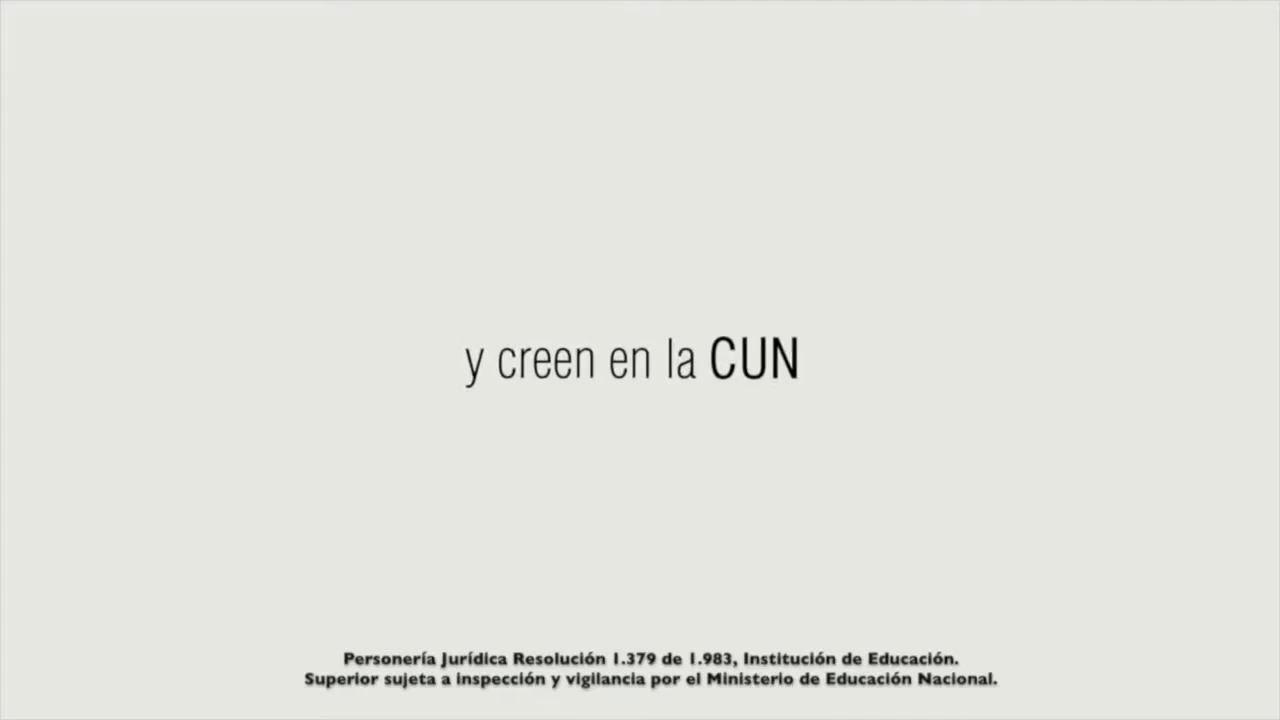 y creen en la CUN
Personería Jurídica Resolución 1.379 de 1.983, Institución de Educación.
Superior sujeta a inspección y vigilancia por el Ministerio de Educación Nacional.